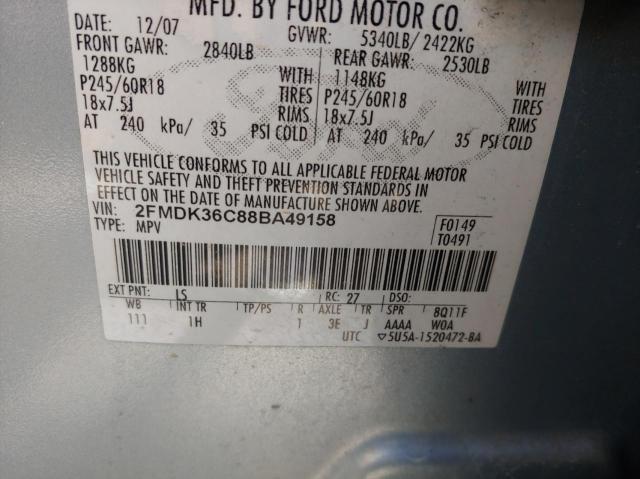 MFD. BY FORD MOTOR CO.
DATE: 12/07 GVWR: 5340LB/ 2422KG
FRONT GAWR: 2840LB REAR GAWR: 2530LB
1288KG WITH 1148KG WITH
P245/60R18 TIRES P245/60R18 TIRES
18x7.5J RIMS 18x7.5J RIMS
AT 240 kPa/ 35 PSI COLD AT 240 kPa/ 35 PSI COLD
THIS VEHICLE CONFORMS TO ALL APPLICABLE FEDERAL MOTOR
VEHICLE SAFETY AND THEFT PREVENTION STANDARDS IN
EFFECT ON THE DATE OF MANUFACTURE SHOWN ABOVE.
VIN: 2FMDK36C88BA49158 F0149
TYPE: MPV T0491
EXT PNT: LS RC: 27 DSO:
WB INT TR TP/PS R AXLE TR SPR 8Q11F
111 1H 1 3E J AAAA W0A
UTC ▽5U5A-1520472-BA